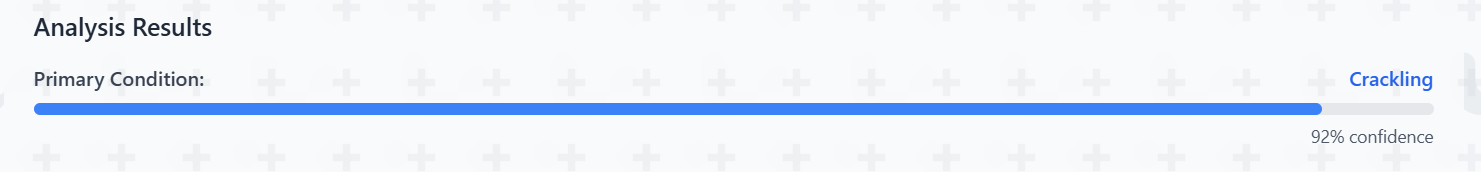 Analysis Results
Primary Condition: Crackling
92% confidence